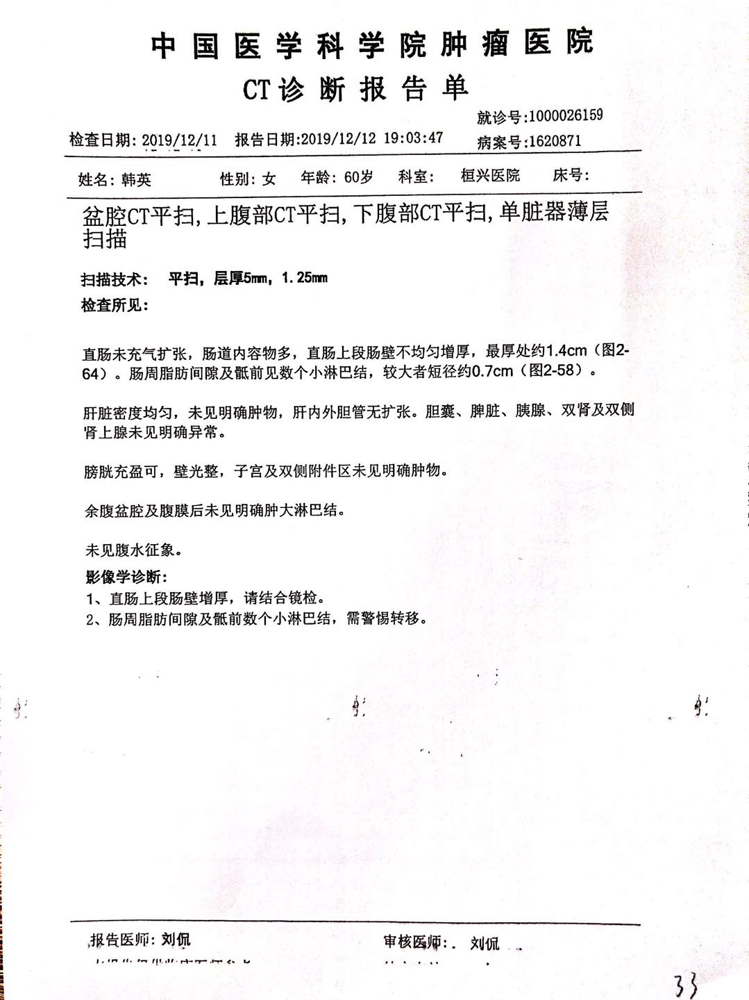 中国医学科学院肿瘤医院
CT诊断报告单
就诊号:1000026159
检查日期: 2019/12/11 报告日期:2019/12/12 19:03:47 病案号:1620871
姓名: 韩英 性别: 女 年龄: 60岁 科室: 桓兴医院 床号:
盆腔CT平扫,上腹部CT平扫,下腹部CT平扫,单脏器薄层
扫描
扫描技术: 平扫, 层厚5mm, 1.25mm
检查所见:
直肠未充气扩张，肠道内容物多，直肠上段肠壁不均匀增厚，最厚处约1.4cm（图2-
64）。肠周脂肪间隙及骶前见数个小淋巴结，较大者短径约0.7cm（图2-58）。
肝脏密度均匀，未见明确肿物，肝内外胆管无扩张。胆囊、脾脏、胰腺、双肾及双侧
肾上腺未见明确异常。
膀胱充盈可，壁光整，子宫及双侧附件区未见明确肿物。
余腹盆腔及腹膜后未见明确肿大淋巴结。
未见腹水征象。
影像学诊断:
1、直肠上段肠壁增厚，请结合镜检。
2、肠周脂肪间隙及骶前数个小淋巴结，需警惕转移。
报告医师: 刘侃 审核医师: 刘侃
33